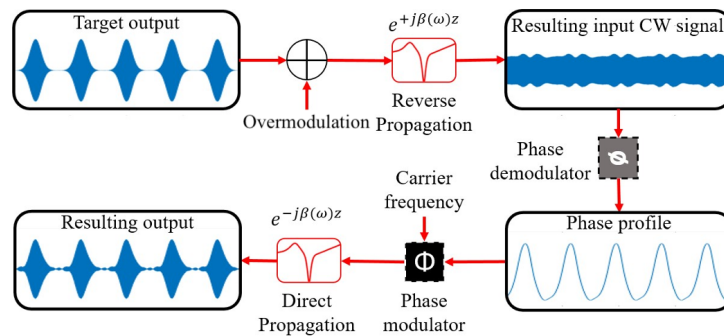 Target output
Overmodulation
e^{+jβ(ω)z}
Reverse
Propagation
Resulting input CW signal
Phase
demodulator
Φ
Phase profile
Carrier
frequency
Φ
Phase
modulator
e^{-jβ(ω)z}
Direct
Propagation
Resulting output